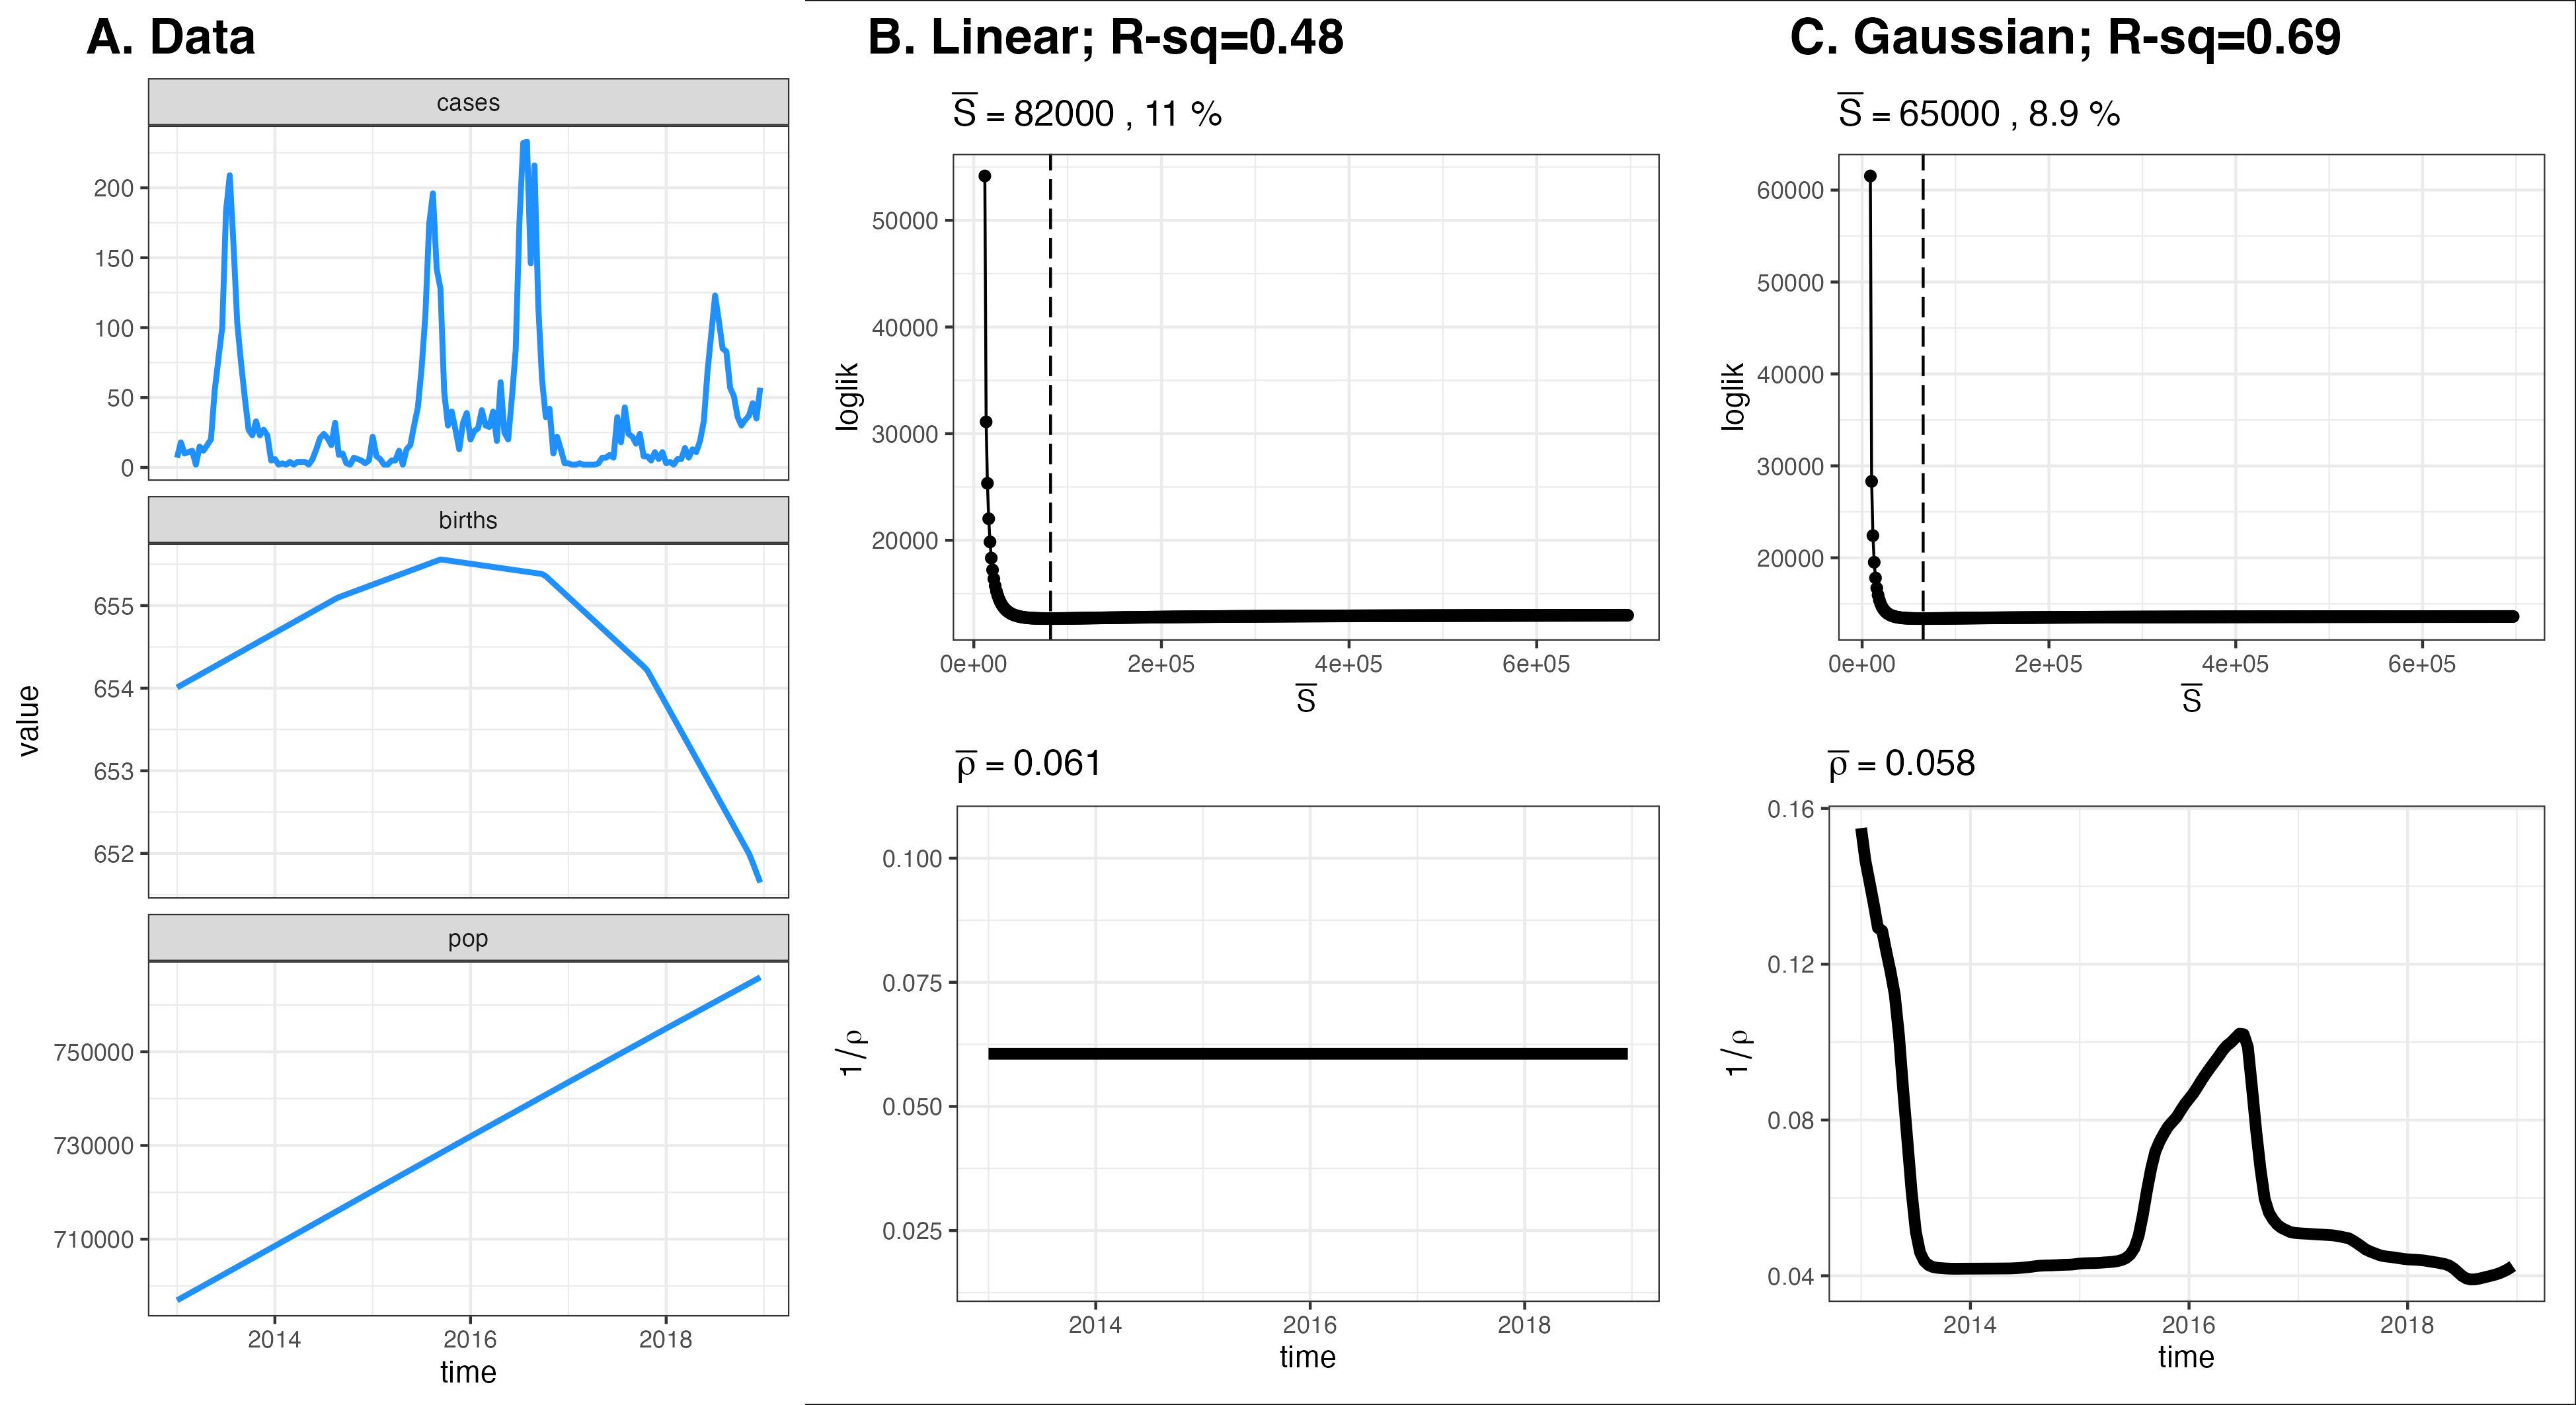 A. Data
cases
200
150
100
50
0
births
655
654
653
652
pop
750000
730000
710000
2014 2016 2018
time
value
B. Linear; R-sq=0.48
S̅ = 82000 , 11 %
50000
40000
30000
20000
loglik
0e+00 2e+05 4e+05 6e+05
S̅
ρ̅ = 0.061
0.100
0.075
0.050
0.025
1/ρ
2014 2016 2018
time
C. Gaussian; R-sq=0.69
S̅ = 65000 , 8.9 %
60000
50000
40000
30000
20000
loglik
0e+00 2e+05 4e+05 6e+05
S̅
ρ̅ = 0.058
0.16
0.12
0.08
0.04
1/ρ
2014 2016 2018
time